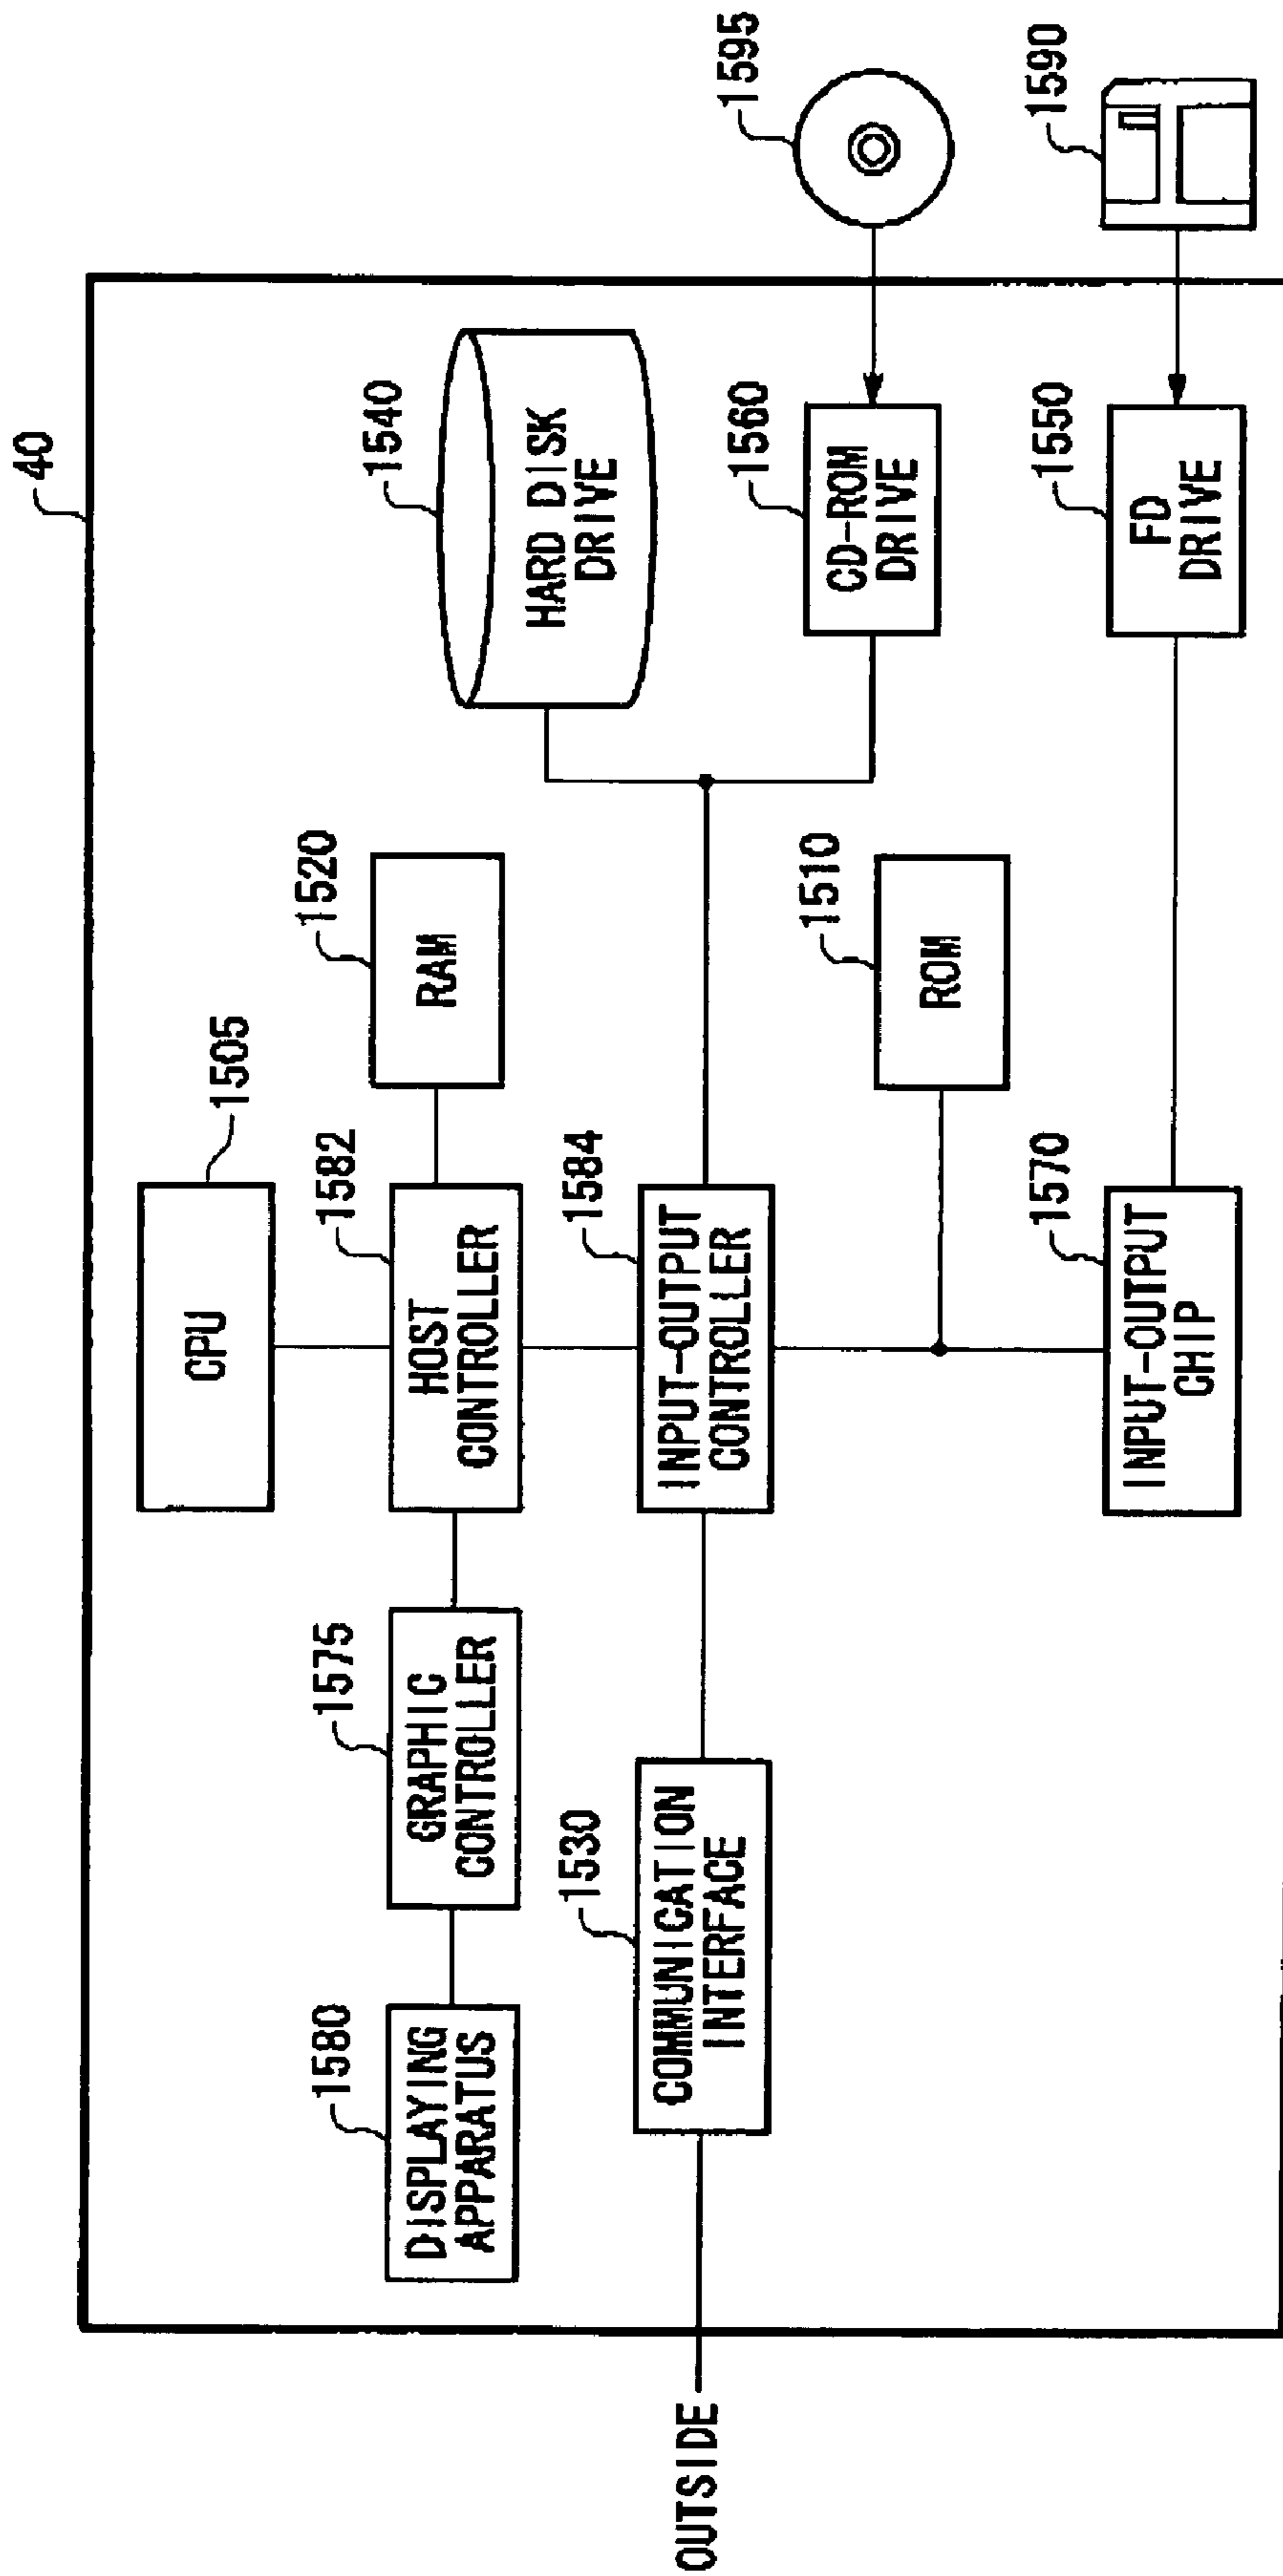 40
CPU
1505
1580
DISPLAYING
APPARATUS
1575
GRAPHIC
CONTROLLER
1582
HOST
CONTROLLER
1520
RAM
1540
HARD DISK
DRIVE
1530
COMMUNICATION
INTERFACE
OUTSIDE
1584
INPUT-OUTPUT
CONTROLLER
1510
ROM
1560
CD-ROM
DRIVE
1595
1570
INPUT-OUTPUT
CHIP
1550
FD
DRIVE
1590